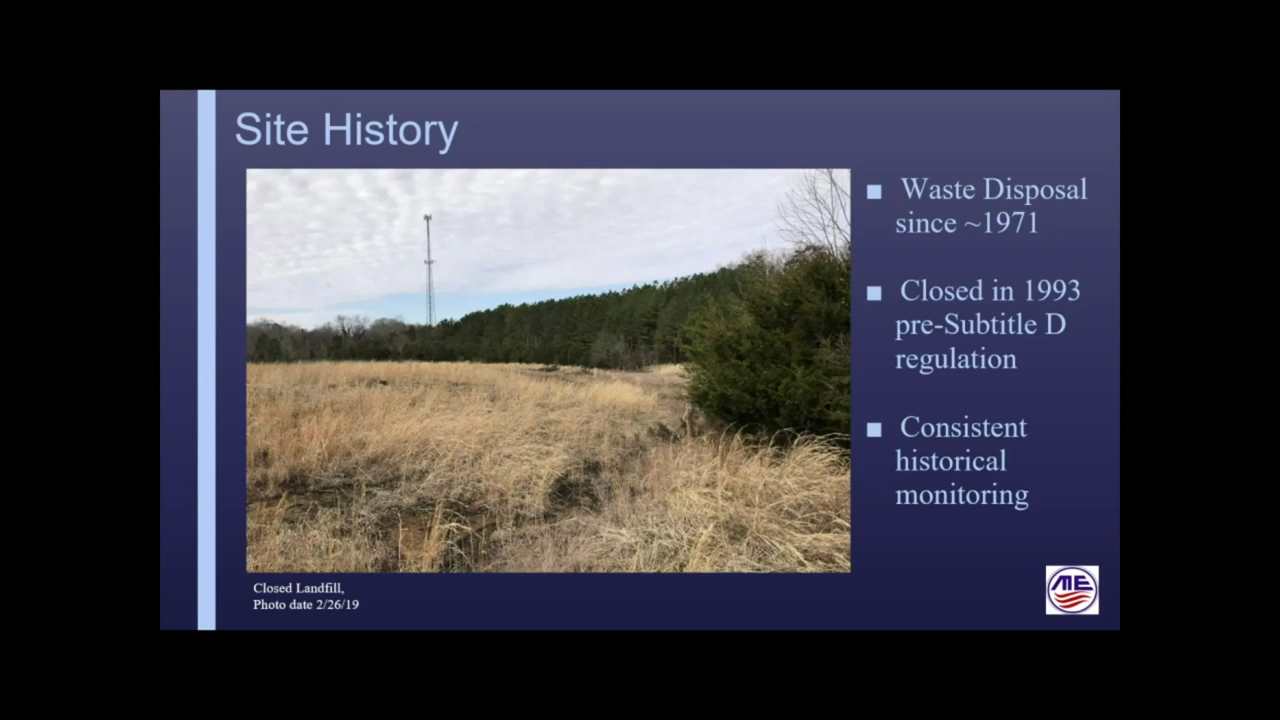 Site History
■ Waste Disposal
since ~1971
■ Closed in 1993
pre-Subtitle D
regulation
■ Consistent
historical
monitoring
Closed Landfill,
Photo date 2/26/19
ME